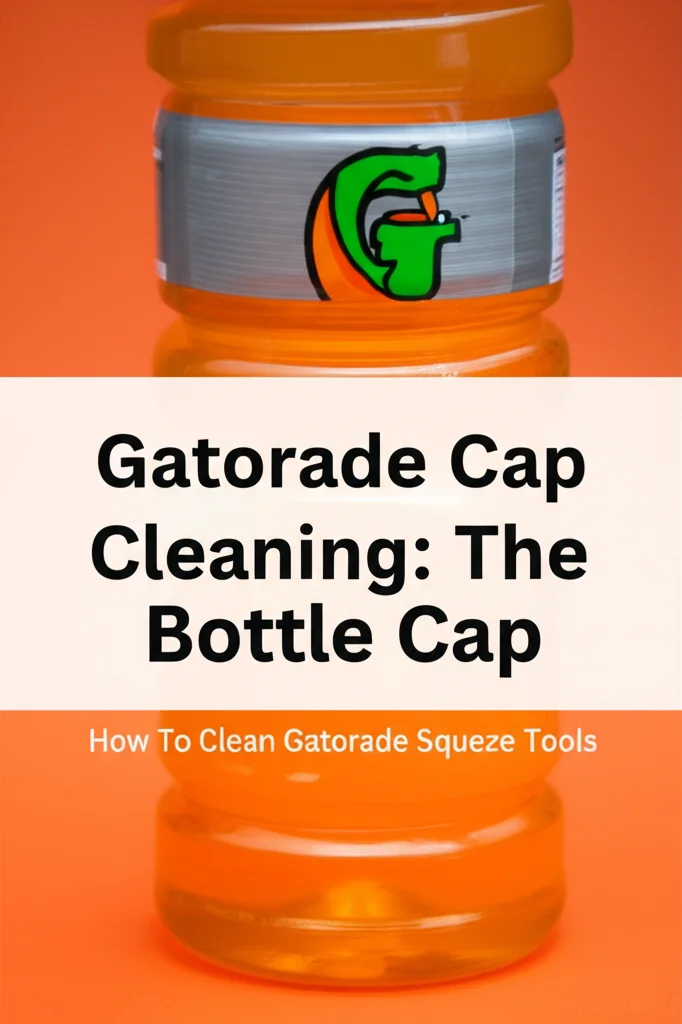 G
Gatorade Cap
Cleaning: The
Bottle Cap
How To Clean Gatorade Squeze Tools